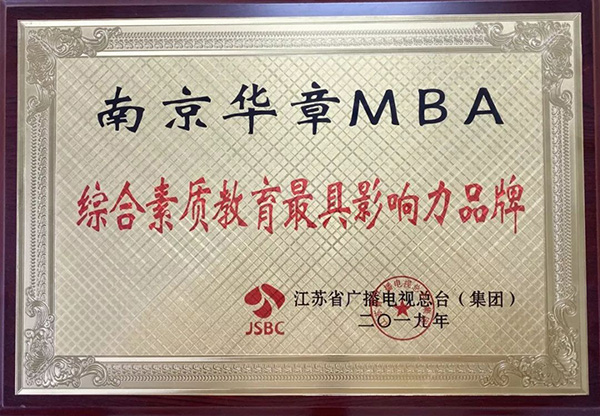 南京华章MBA
综合素质教育最具影响力品牌
JSBC
江苏省广播电视总台（集团）
二〇一九年